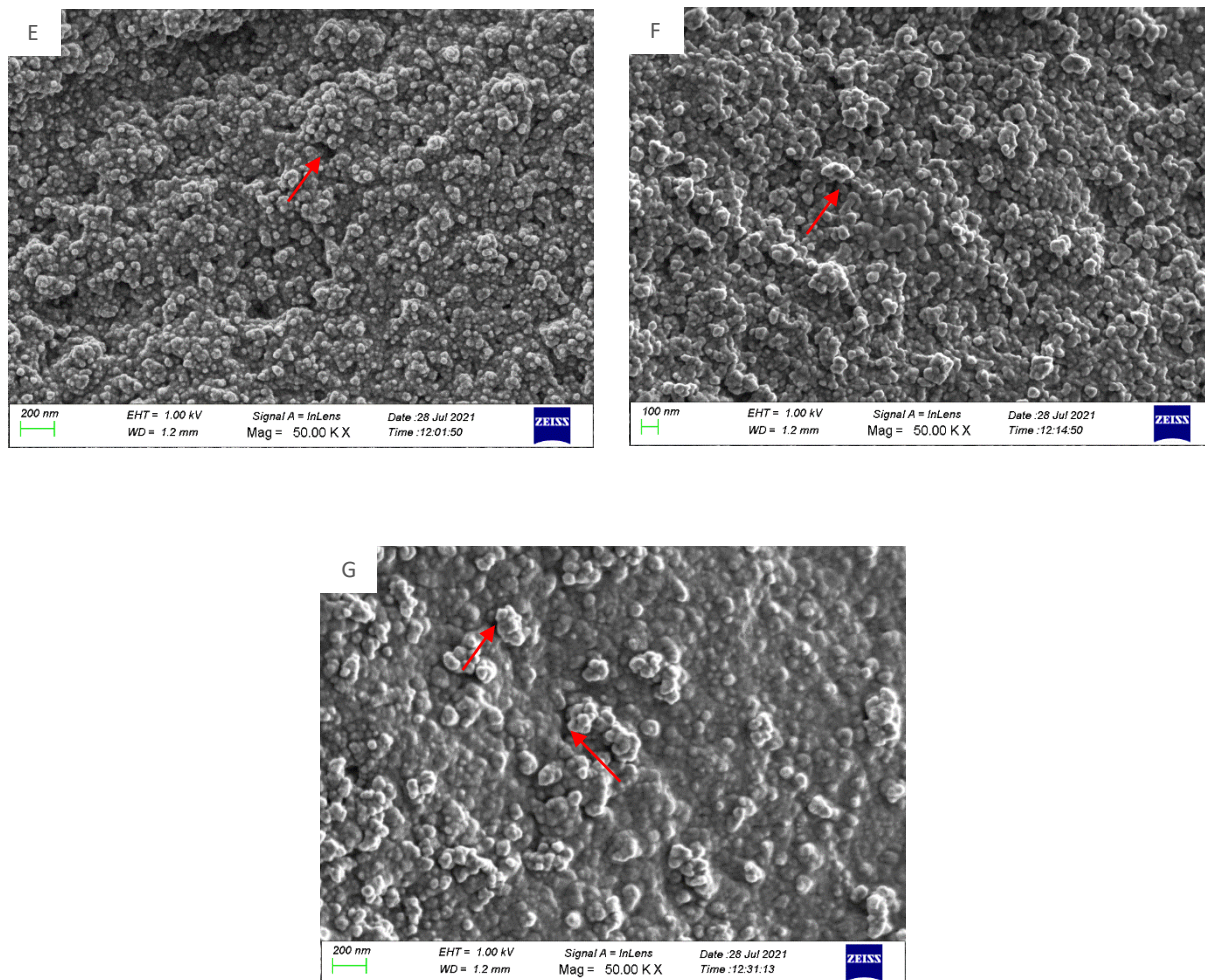 E
200 nm EHT = 1.00 kV Signal A = InLens Date :28 Jul 2021
WD = 1.2 mm Mag = 50.00 K X Time :12:01:50
ZEISS
F
100 nm EHT = 1.00 kV Signal A = InLens Date :28 Jul 2021
WD = 1.2 mm Mag = 50.00 K X Time :12:14:50
ZEISS
G
200 nm EHT = 1.00 kV Signal A = InLens Date :28 Jul 2021
WD = 1.2 mm Mag = 50.00 K X Time :12:31:13
ZEISS